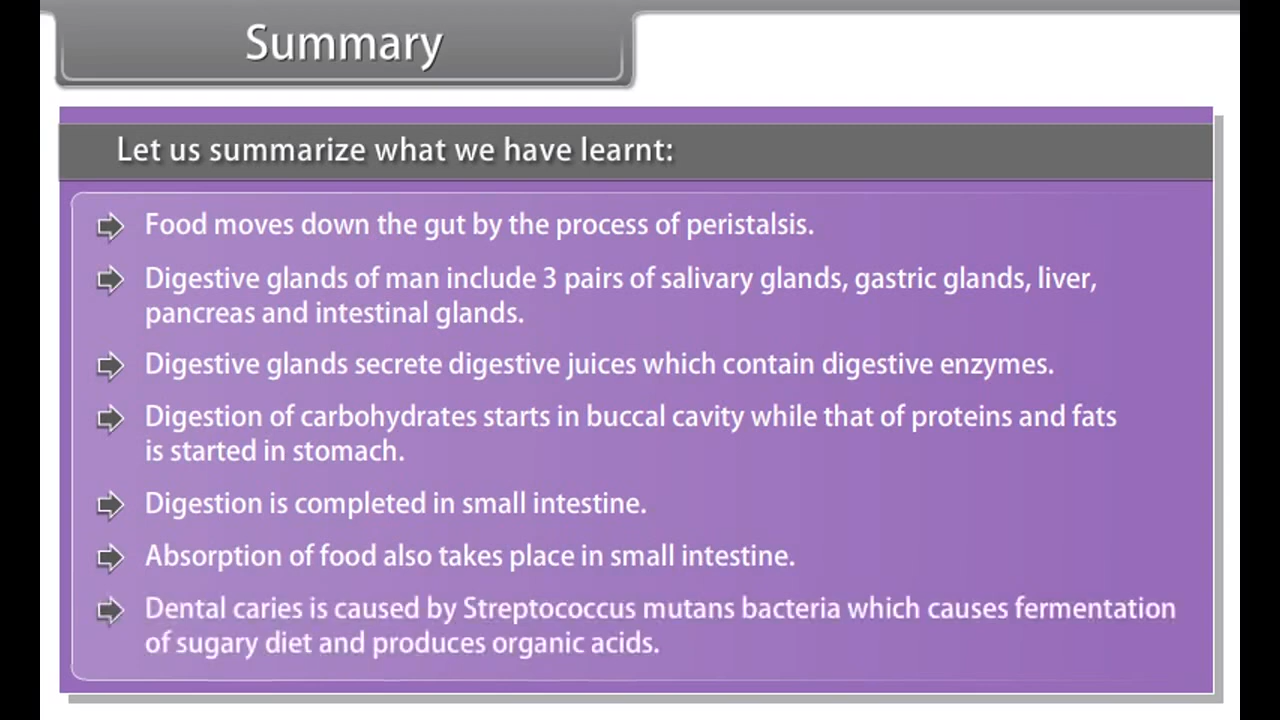 Summary
Let us summarize what we have learnt:
Food moves down the gut by the process of peristalsis.
Digestive glands of man include 3 pairs of salivary glands, gastric glands, liver,
pancreas and intestinal glands.
Digestive glands secrete digestive juices which contain digestive enzymes.
Digestion of carbohydrates starts in buccal cavity while that of proteins and fats
is started in stomach.
Digestion is completed in small intestine.
Absorption of food also takes place in small intestine.
Dental caries is caused by Streptococcus mutans bacteria which causes fermentation
of sugary diet and produces organic acids.